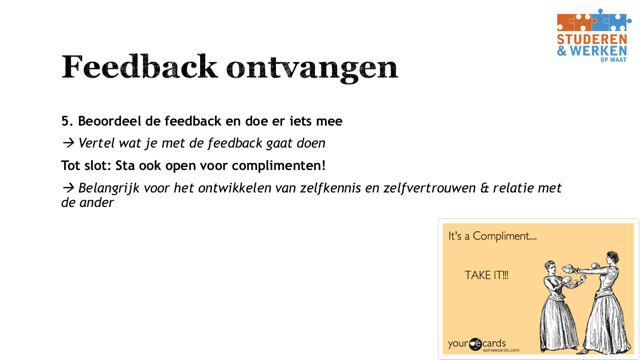 STUDEREN
& WERKEN
OP MAAT
Feedback ontvangen
5. Beoordeel de feedback en doe er iets mee
→ Vertel wat je met de feedback gaat doen
Tot slot: Sta ook open voor complimenten!
→ Belangrijk voor het ontwikkelen van zelfkennis en zelfvertrouwen & relatie met
de ander
It's a Compliment....
TAKE IT!!!
your e cards
someecards.com